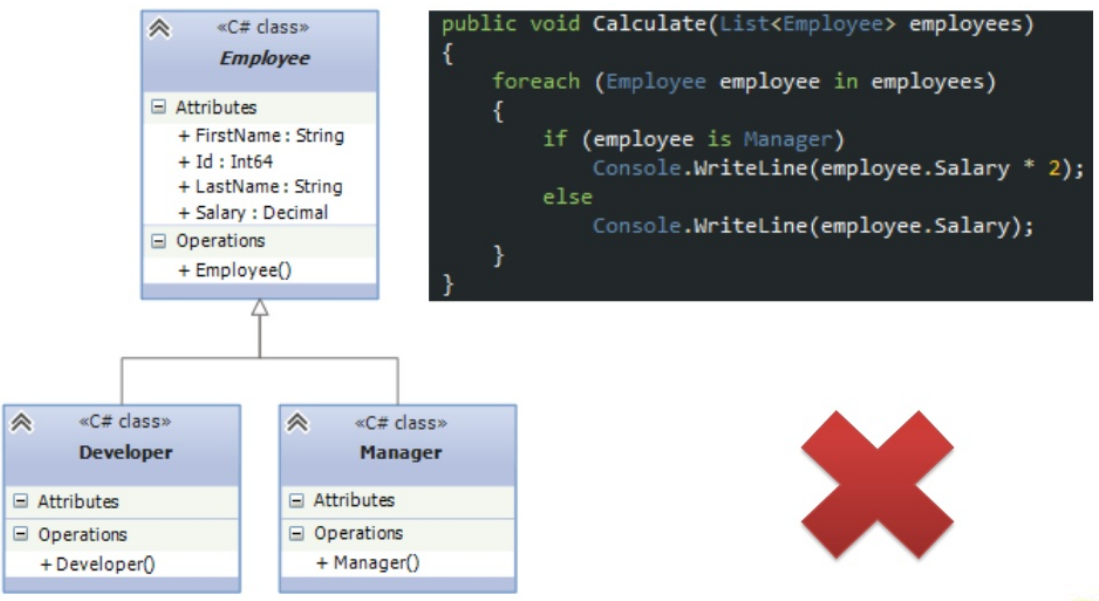 «C# class»
Employee
Attributes
+ FirstName : String
+ Id : Int64
+ LastName : String
+ Salary : Decimal
Operations
+ Employee()
public void Calculate(List<Employee> employees)
{
foreach (Employee employee in employees)
{
if (employee is Manager)
Console.WriteLine(employee.Salary * 2);
else
Console.WriteLine(employee.Salary);
}
}
«C# class»
Developer
Attributes
Operations
+ Developer()
«C# class»
Manager
Attributes
Operations
+ Manager()